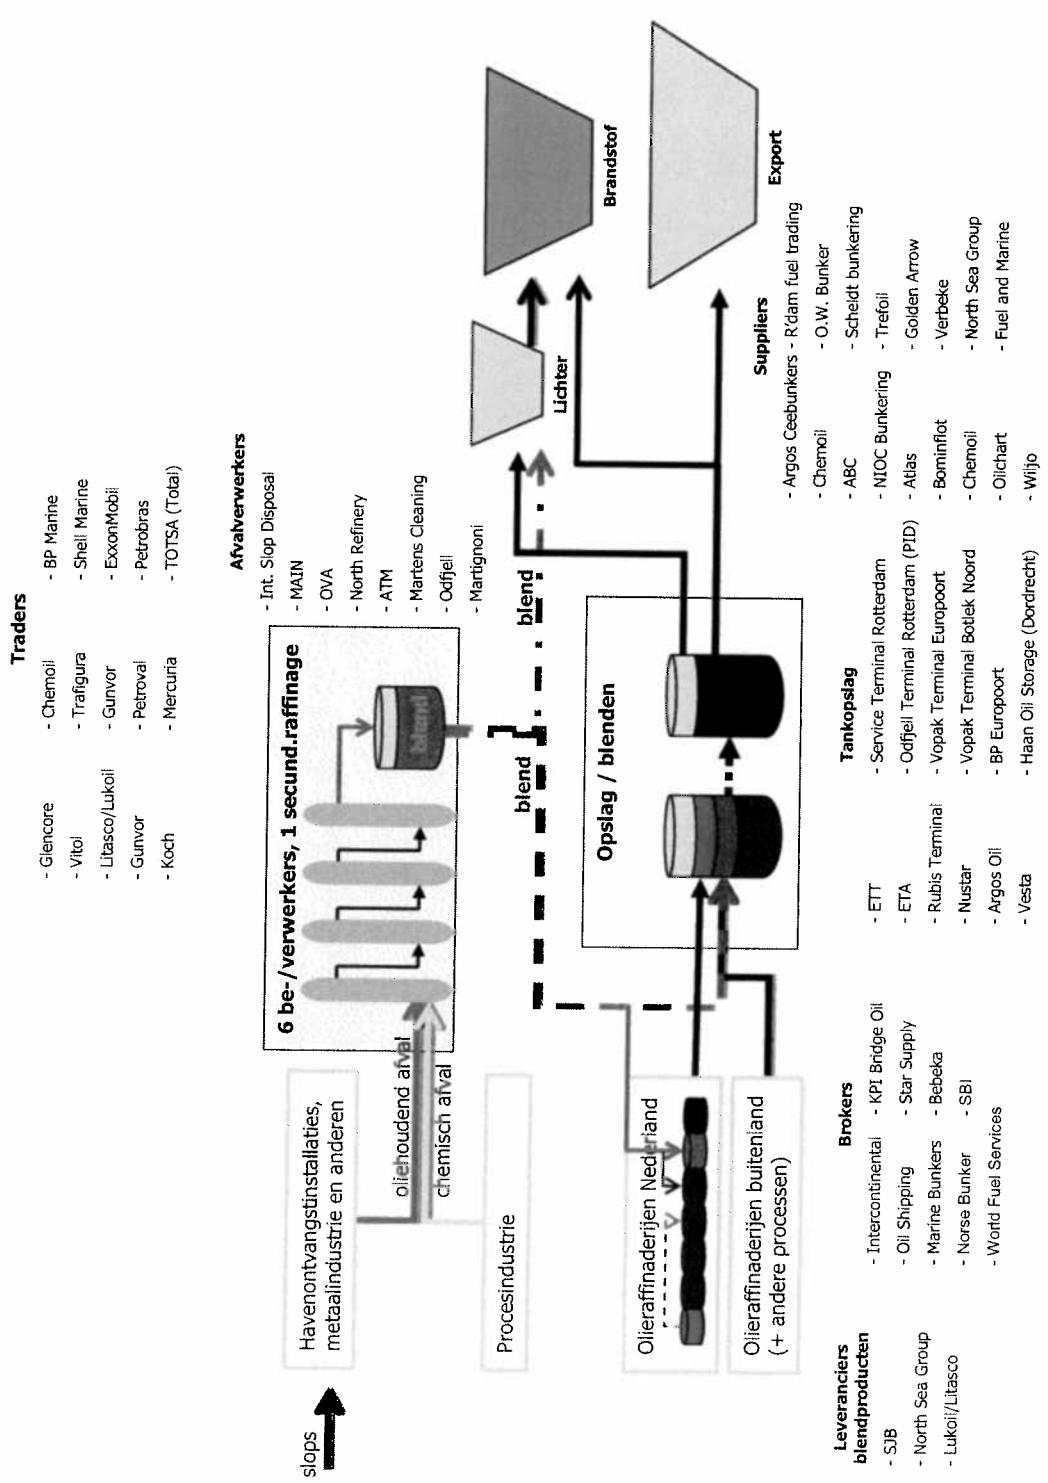 Traders
- Glencore
- Vitol
- Litasco/Lukoil
- Gunvor
- Koch
- Chemoil
- Trafigura
- Gunvor
- Petroval
- Mercuria
- BP Marine
- Shell Marine
- ExxonMobil
- Petrobras
- TOTSA (Total)
Afvalverwerkers
- Int. Slop Disposal
- MAIN
- OVA
- North Refinery
- ATM
- Martens Cleaning
- Odfjell
- Martignoni
slops
Havenontvangstinstallaties,
metaalindustrie en anderen
Procesindustrie
oliehoudend afval
chemisch afval
6 be-/verwerkers, 1 secund.raffinage
blend
blend
blend
Lichter
Brandstof
Export
Opslag / blenden
Olieraffinaderijen Nederland
Olieraffinaderijen buitenland
(+ andere processen)
Leveranciers
blendproducten
- SJB
- North Sea Group
- Lukoil/Litasco
Brokers
- Intercontinental
- Oil Shipping
- Marine Bunkers
- Norse Bunker
- World Fuel Services
- KPI Bridge Oil
- Star Supply
- Bebeka
- SBI
Tankopslag
- ETT
- ETA
- Rubis Terminal
- Nustar
- Argos Oil
- Vesta
- Service Terminal Rotterdam
- Odfjell Terminal Rotterdam (PID)
- Vopak Terminal Europoort
- Vopak Terminal Botlek Noord
- BP Europoort
- Haan Oil Storage (Dordrecht)
Suppliers
- Argos Ceebunkers
- Chemoil
- ABC
- NIOC Bunkering
- Atlas
- Bominflot
- Chemoil
- Oilchart
- Wiljo
- R'dam fuel trading
- O.W. Bunker
- Scheldt bunkering
- Trefoil
- Golden Arrow
- Verbeke
- North Sea Group
- Fuel and Marine